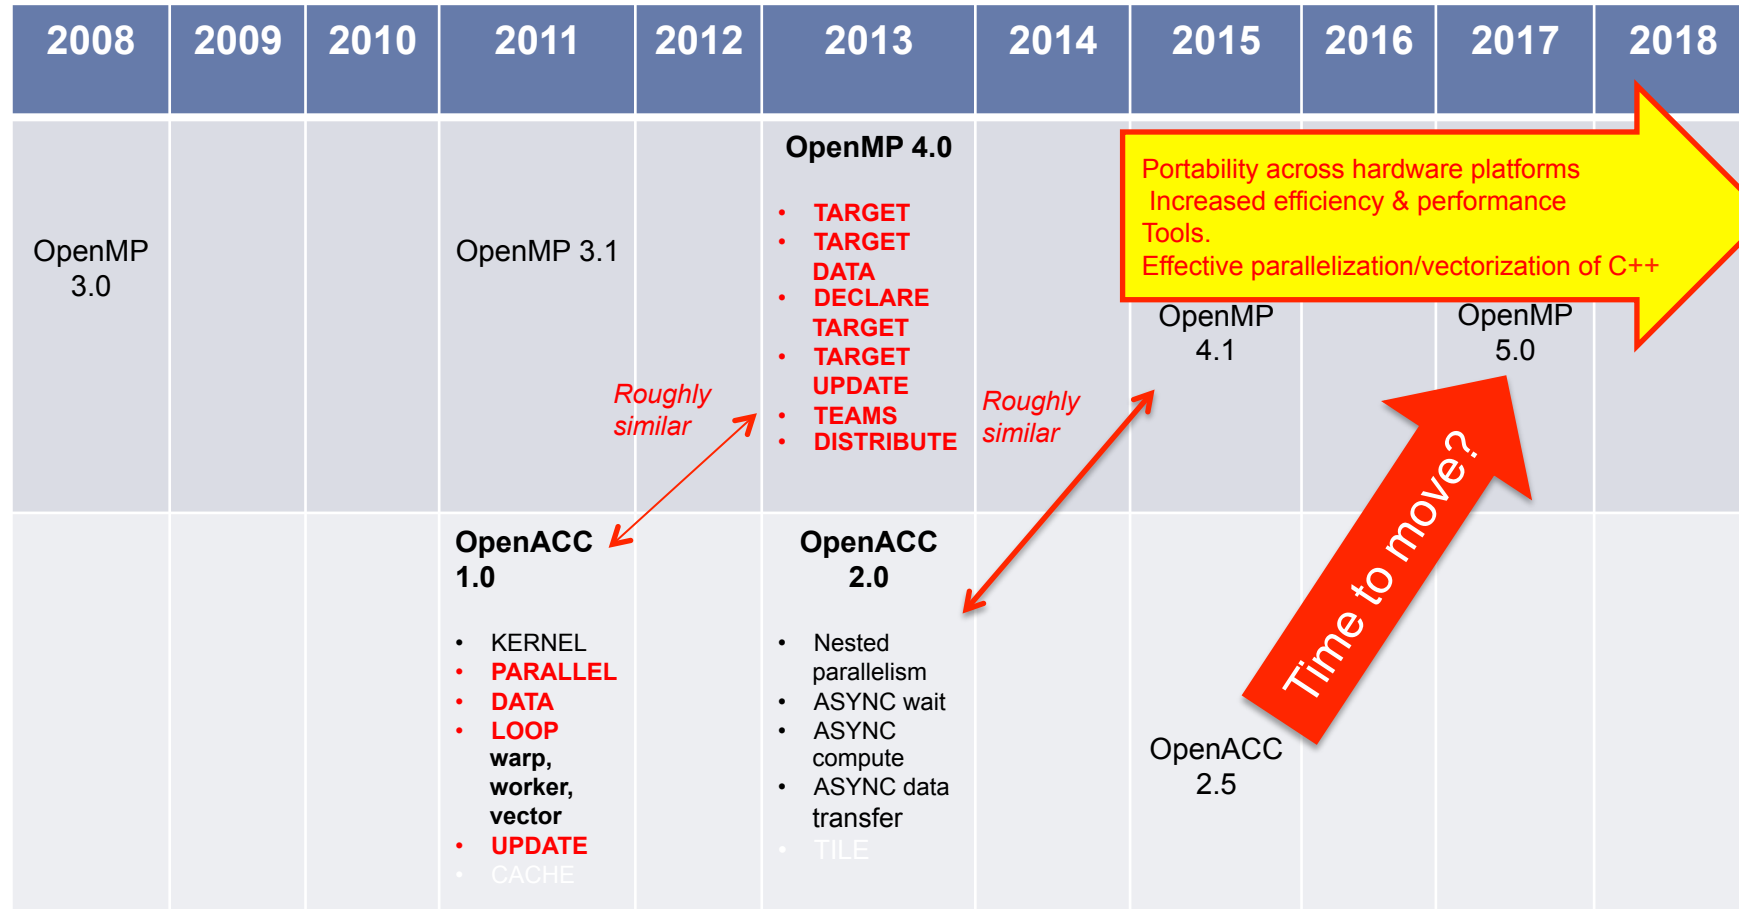 2008 2009 2010 2011 2012 2013 2014 2015 2016 2017 2018
OpenMP
3.0
OpenMP 3.1
OpenMP 4.0
• TARGET
• TARGET
DATA
• DECLARE
TARGET
• TARGET
UPDATE
• TEAMS
• DISTRIBUTE
Portability across hardware platforms
Increased efficiency & performance
Tools.
Effective parallelization/vectorization of C++
OpenMP
4.1
OpenMP
5.0
Roughly
similar
Roughly
similar
OpenACC
1.0
• KERNEL
• PARALLEL
• DATA
• LOOP
warp,
worker,
vector
• UPDATE
• CACHE
OpenACC
2.0
• Nested
parallelism
• ASYNC wait
• ASYNC
compute
• ASYNC data
transfer
• TILE
OpenACC
2.5
Time to move?